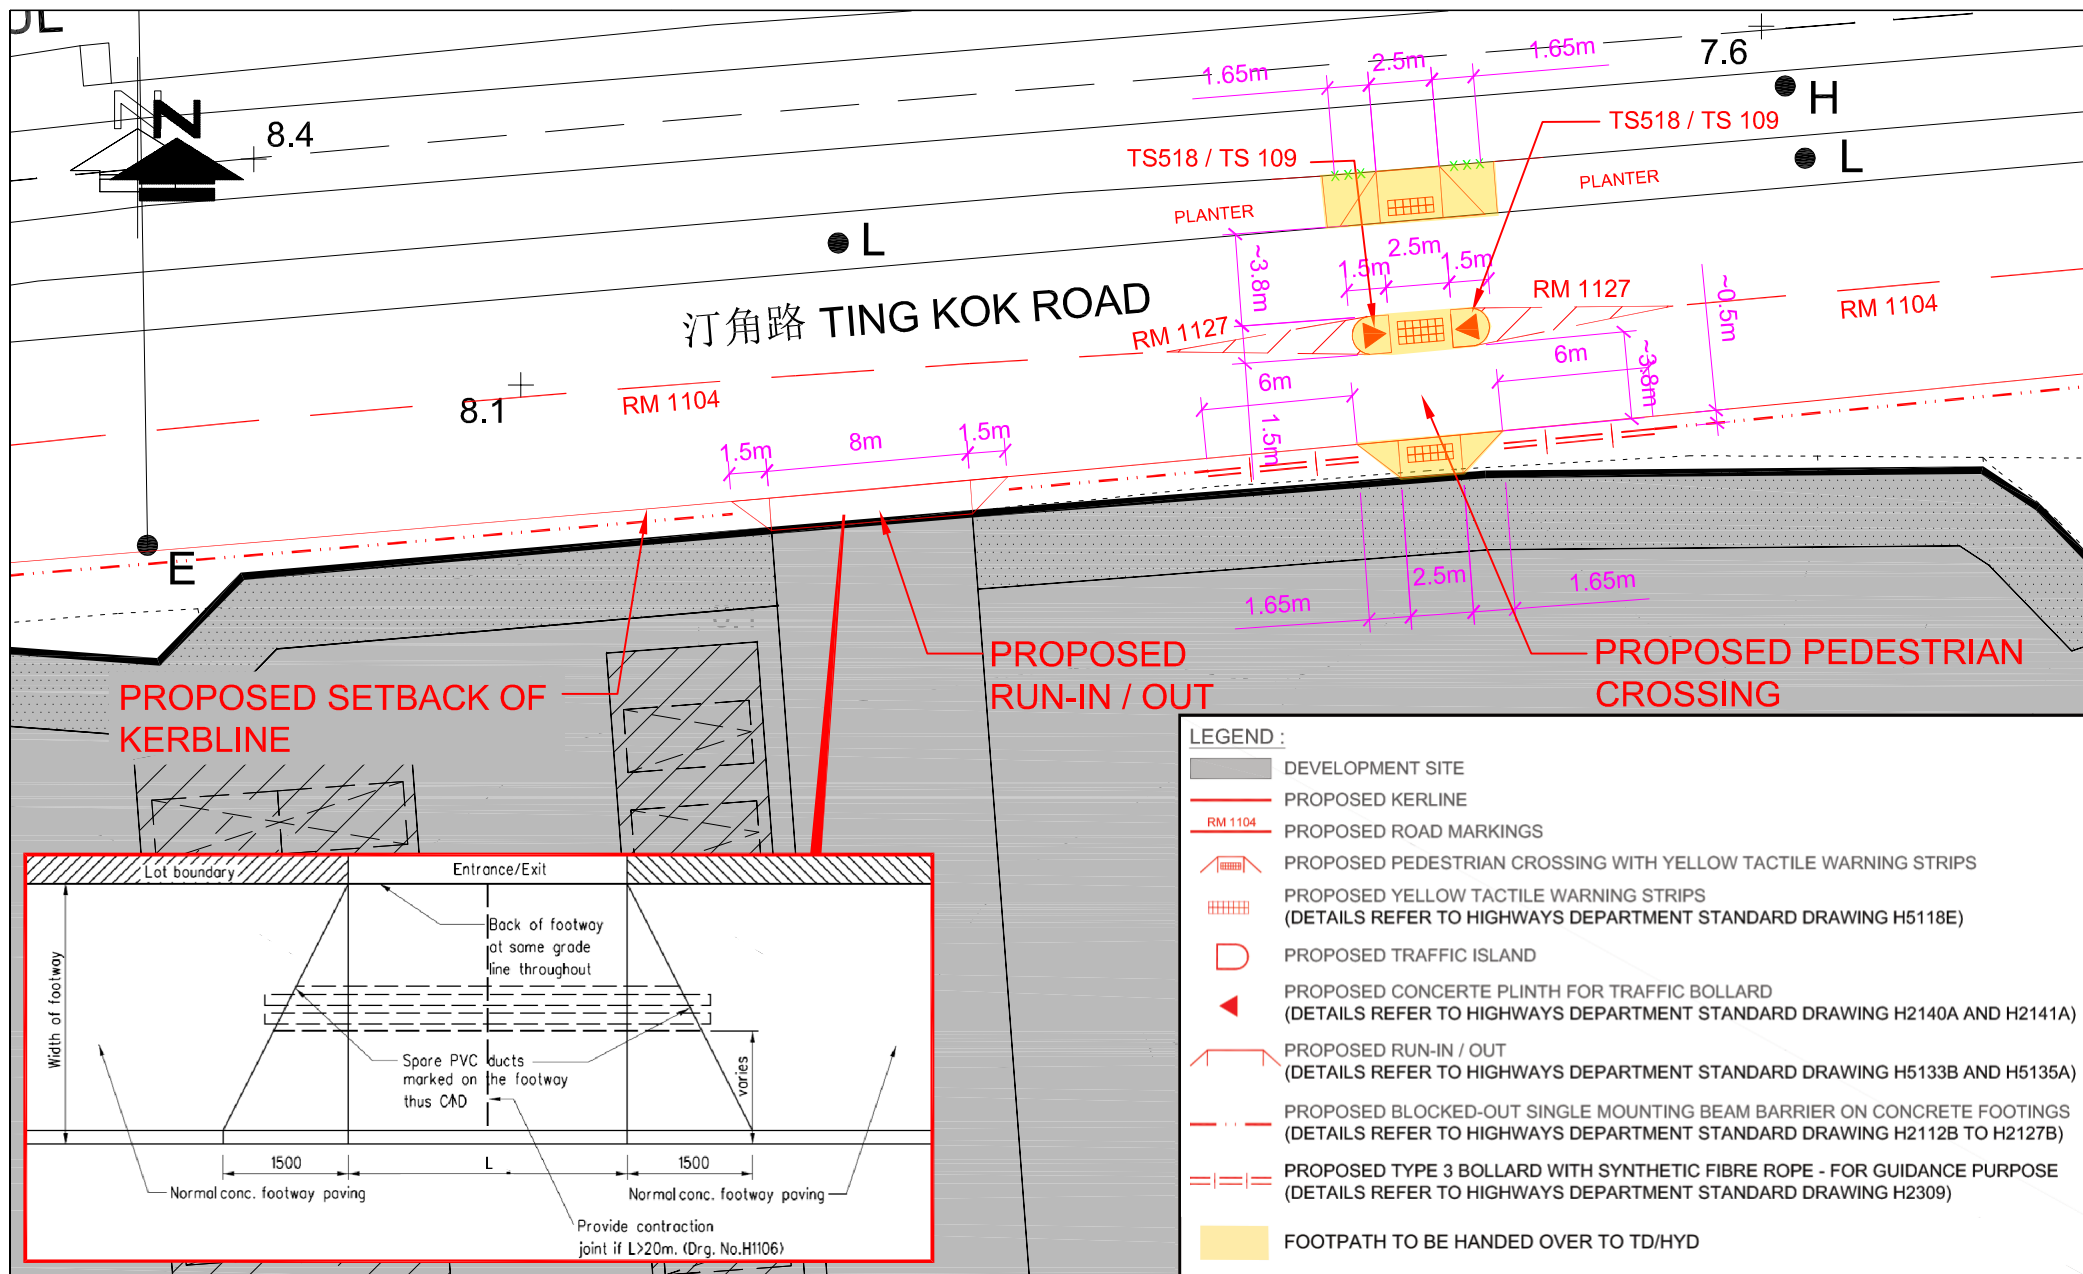 N
8.4
1.65m
2.5m
1.65m
7.6
H
L
TS518 / TS 109
TS518 / TS 109
PLANTER
PLANTER
L
~3.8m
2.5m
1.5m
1.5m
RM 1127
RM 1127
~0.5m
RM 1104
汀角路 TING KOK ROAD
6m
6m
~3.8m
8.1
RM 1104
1.5m
8m
1.5m
1.5m
E
2.5m
1.65m
1.65m
PROPOSED SETBACK OF
KERBLINE
PROPOSED
RUN-IN / OUT
PROPOSED PEDESTRIAN
CROSSING
LEGEND :
DEVELOPMENT SITE
PROPOSED KERLINE
RM 1104
PROPOSED ROAD MARKINGS
PROPOSED PEDESTRIAN CROSSING WITH YELLOW TACTILE WARNING STRIPS
PROPOSED YELLOW TACTILE WARNING STRIPS
(DETAILS REFER TO HIGHWAYS DEPARTMENT STANDARD DRAWING H5118E)
PROPOSED TRAFFIC ISLAND
PROPOSED CONCERTE PLINTH FOR TRAFFIC BOLLARD
(DETAILS REFER TO HIGHWAYS DEPARTMENT STANDARD DRAWING H2140A AND H2141A)
PROPOSED RUN-IN / OUT
(DETAILS REFER TO HIGHWAYS DEPARTMENT STANDARD DRAWING H5133B AND H5135A)
PROPOSED BLOCKED-OUT SINGLE MOUNTING BEAM BARRIER ON CONCRETE FOOTINGS
(DETAILS REFER TO HIGHWAYS DEPARTMENT STANDARD DRAWING H2112B TO H2127B)
PROPOSED TYPE 3 BOLLARD WITH SYNTHETIC FIBRE ROPE - FOR GUIDANCE PURPOSE
(DETAILS REFER TO HIGHWAYS DEPARTMENT STANDARD DRAWING H2309)
FOOTPATH TO BE HANDED OVER TO TD/HYD
Lot boundary
Entrance/Exit
Back of footway
at same grade
line throughout
Width of footway
Spare PVC ducts
marked on the footway
thus
varies
1500
L
1500
Normal conc. footway paving
Normal conc. footway paving
Provide contraction
joint if L>20m. (Drg. No.H1106)